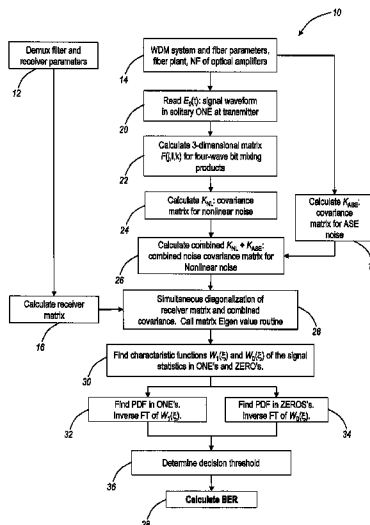 10
Demux filter and
receiver parameters
12
WDM system and fiber parameters,
fiber plant, NF of optical amplifiers
14
Read E₀(t): signal waveform
in solitary ONE at transmitter
20
Calculate 3-dimensional matrix
F(j,l,k) for four-wave bit mixing
products
22
Calculate K_NL: covariance
matrix for nonlinear noise
24
Calculate K_ASE:
covariance
matrix for ASE
noise
Calculate combined K_NL + K_ASE:
combined noise covariance matrix for
Nonlinear noise
26
Calculate receiver
matrix
16
Simultaneous diagonalization of
receiver matrix and combined
covariance. Call matrix Eigen value routine
28
Find characteristic functions W₁(ξ) and W₀(ξ) of the signal
statistics in ONE's and ZERO's.
30
Find PDF in ONE's.
Inverse FT of W₁(ξ).
32
Find PDF in ZEROS's.
Inverse FT of W₀(ξ).
34
Determine decision threshold
36
Calculate BER
38